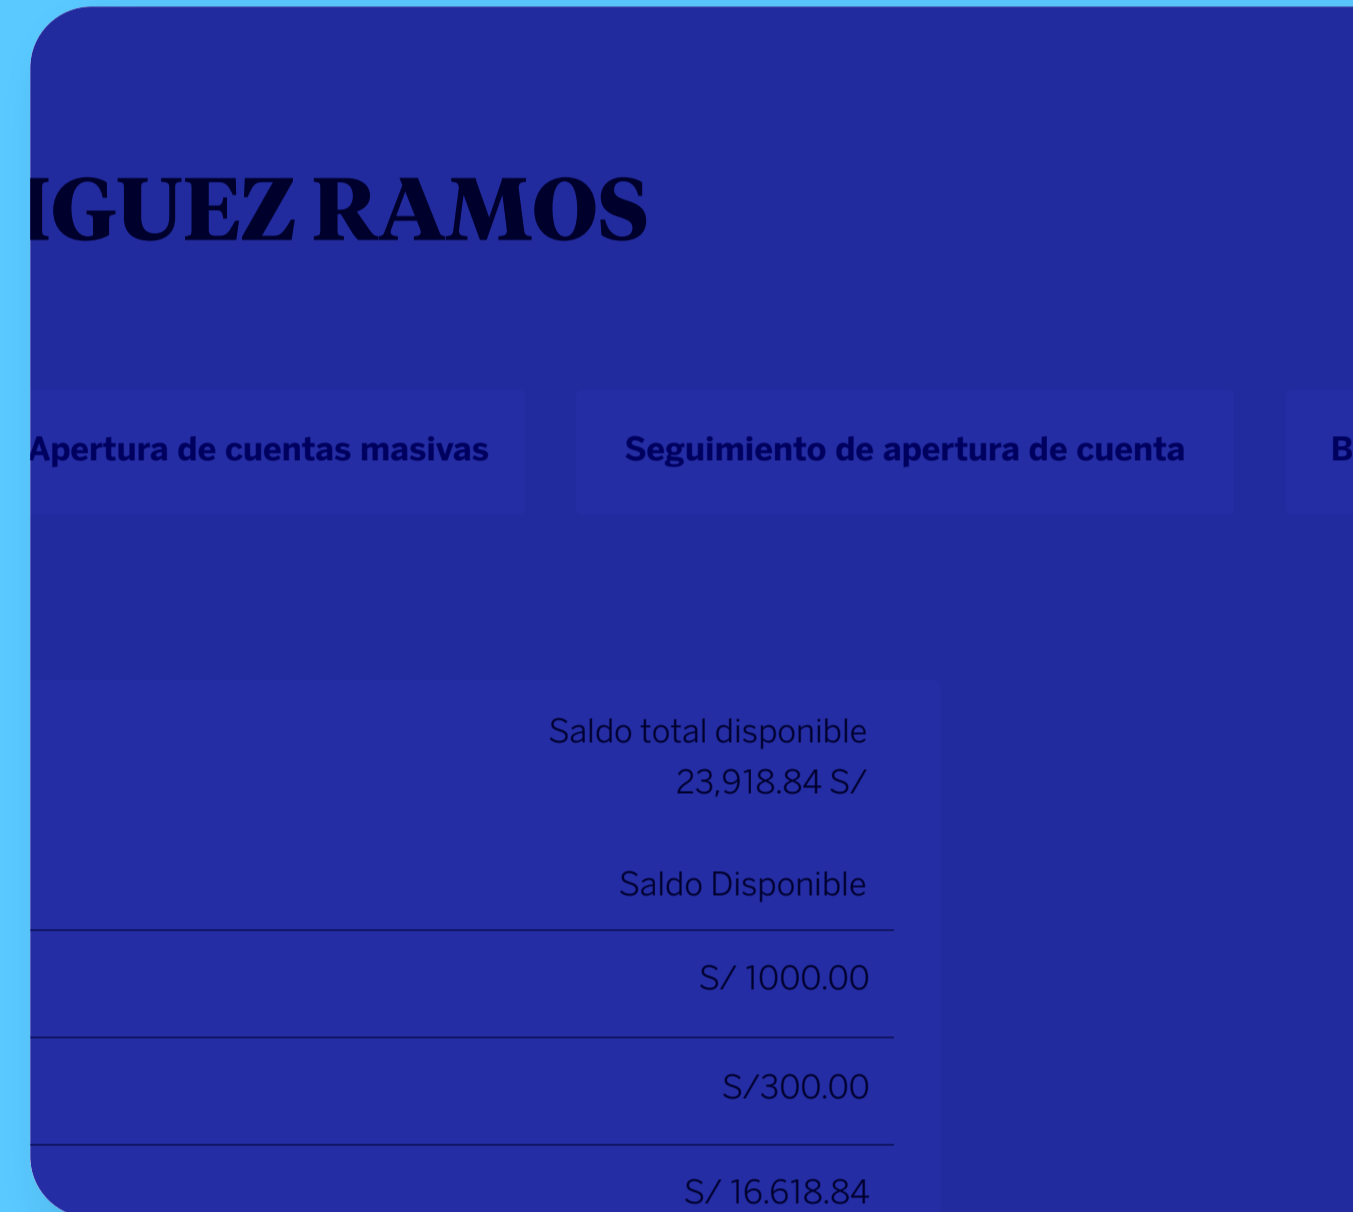 IGUEZ RAMOS
Apertura de cuentas masivas
Seguimiento de apertura de cuenta
B
Saldo total disponible
23,918.84 S/
Saldo Disponible
S/ 1000.00
S/300.00
S/ 16.618.84